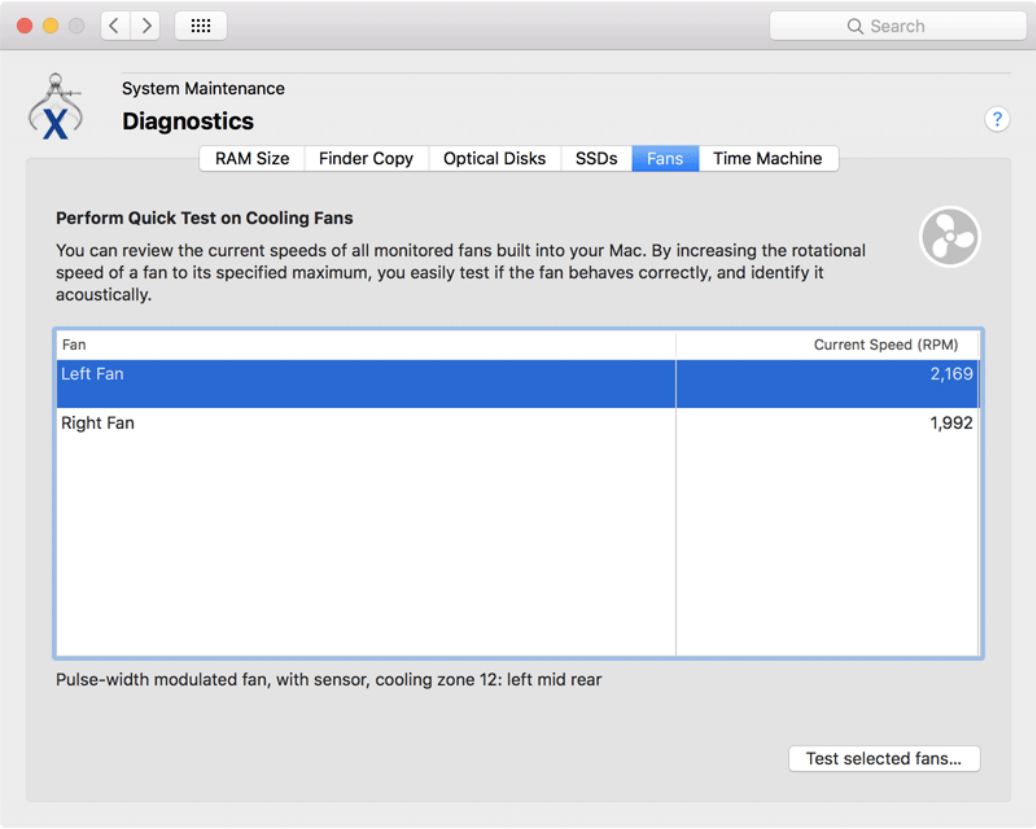 Search
System Maintenance
Diagnostics
?
RAM Size Finder Copy Optical Disks SSDs Fans Time Machine
Perform Quick Test on Cooling Fans
You can review the current speeds of all monitored fans built into your Mac. By increasing the rotational
speed of a fan to its specified maximum, you easily test if the fan behaves correctly, and identify it
acoustically.
Fan Current Speed (RPM)
Left Fan 2,169
Right Fan 1,992
Pulse-width modulated fan, with sensor, cooling zone 12: left mid rear
Test selected fans...